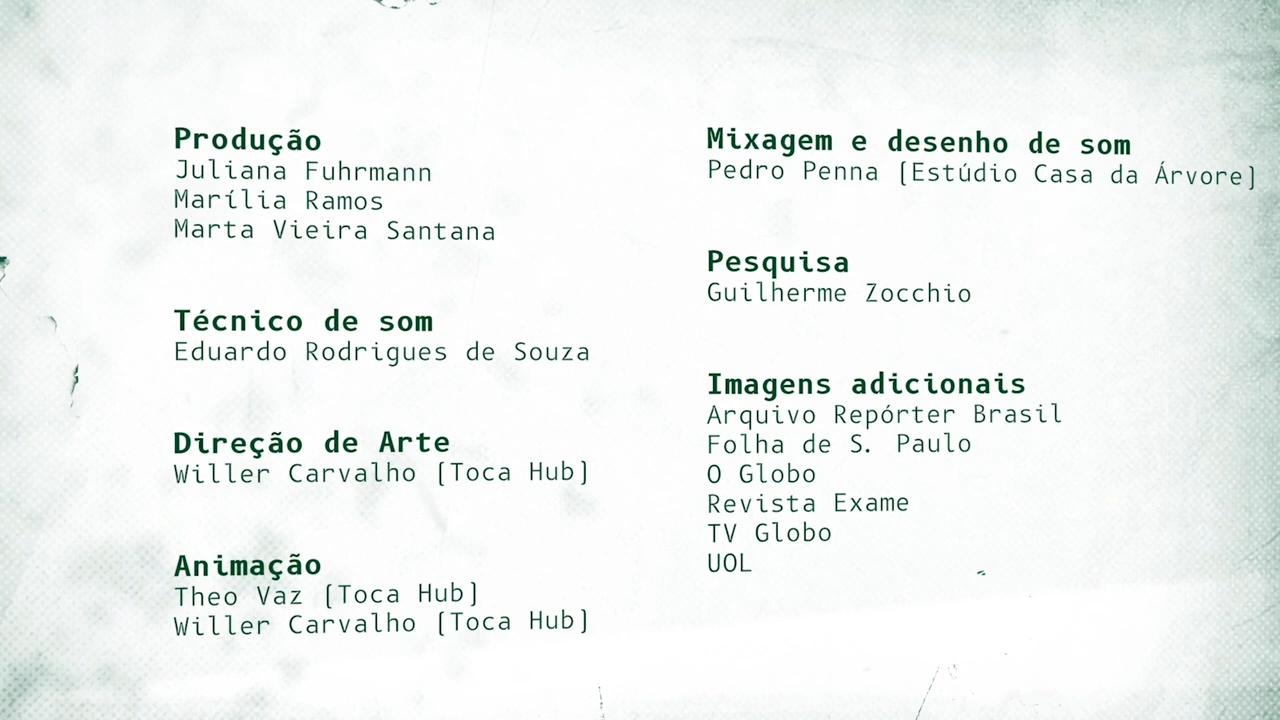 Produção
Juliana Fuhrmann
Marília Ramos
Marta Vieira Santana
Técnico de som
Eduardo Rodrigues de Souza
Direção de Arte
Willer Carvalho [Toca Hub]
Animação
Theo Vaz [Toca Hub]
Willer Carvalho [Toca Hub]
Mixagem e desenho de som
Pedro Penna [Estúdio Casa da Árvore]
Pesquisa
Guilherme Zocchio
Imagens adicionais
Arquivo Repórter Brasil
Folha de S. Paulo
O Globo
Revista Exame
TV Globo
UOL